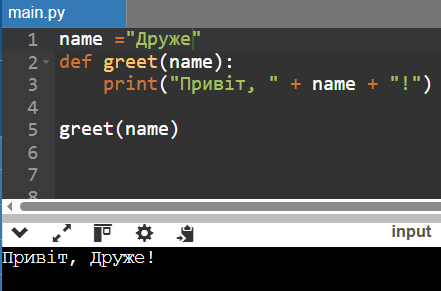 main.py
1 name ="Друже"
2 def greet(name):
3     print("Привіт, " + name + "!")
4
5 greet(name)
6
7
8
input
Привіт, Друже!